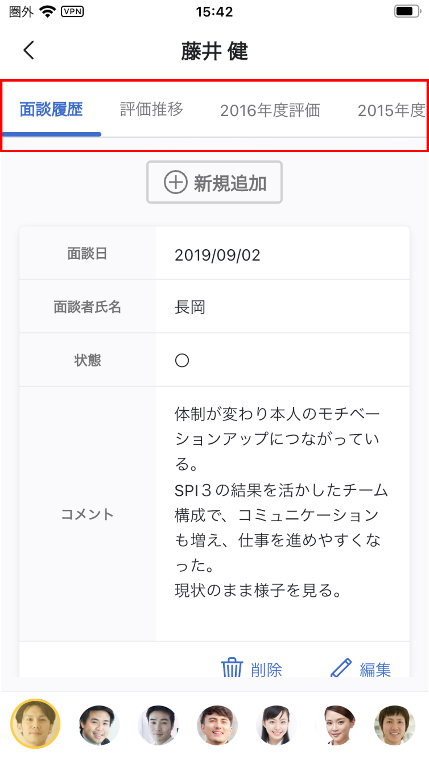 圏外 VPN 15:42
藤井 健
面談履歴 評価推移 2016年度評価 2015年度
新規追加
面談日 2019/09/02
面談者氏名 長岡
状態 〇
コメント
体制が変わり本人のモチベー
ションアップにつながってい
る。
SPI３の結果を活かしたチーム
構成で、コミュニケーション
も増え、仕事を進めやすくな
った。
現状のまま様子を見る。
削除 編集